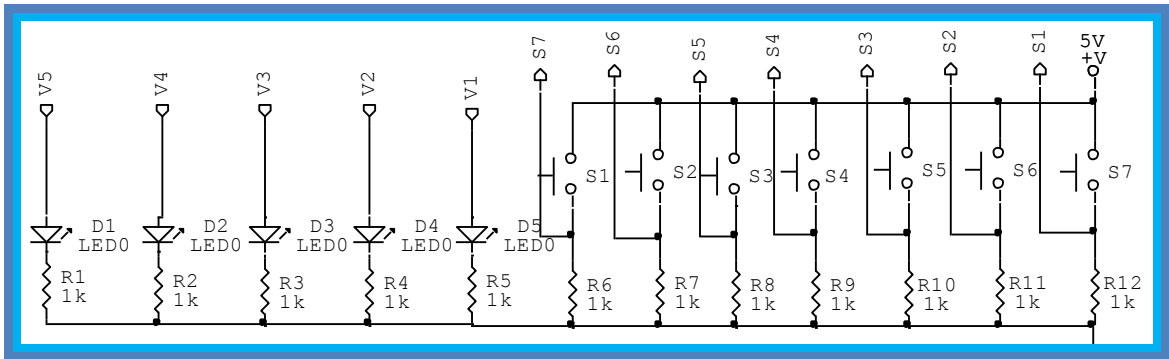 V5
V4
V3
V2
V1
S7
S6
S5
S4
S3
S2
S1
5V
+V
S1
S2
S3
S4
S5
S6
S7
D1
LED0
D2
LED0
D3
LED0
D4
LED0
D5
LED0
R1
1k
R2
1k
R3
1k
R4
1k
R5
1k
R6
1k
R7
1k
R8
1k
R9
1k
R10
1k
R11
1k
R12
1k